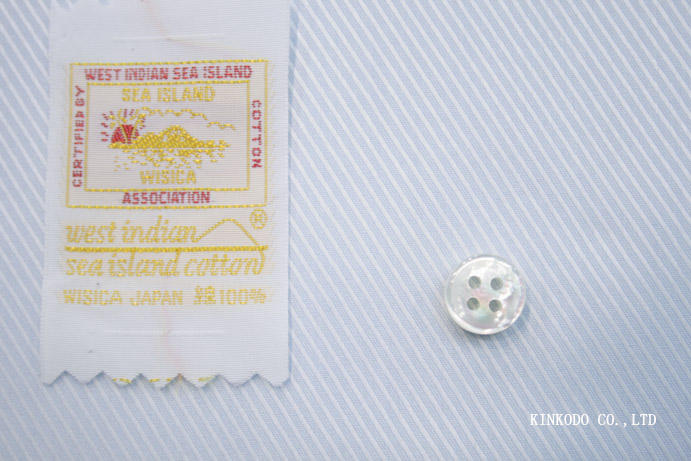 WEST INDIAN SEA ISLAND
CERTIFIED BY
SEA ISLAND
COTTON
WISICA
ASSOCIATION
west indian ®
sea island cotton
WISICA JAPAN 綿100%
KINKODO CO.,LTD